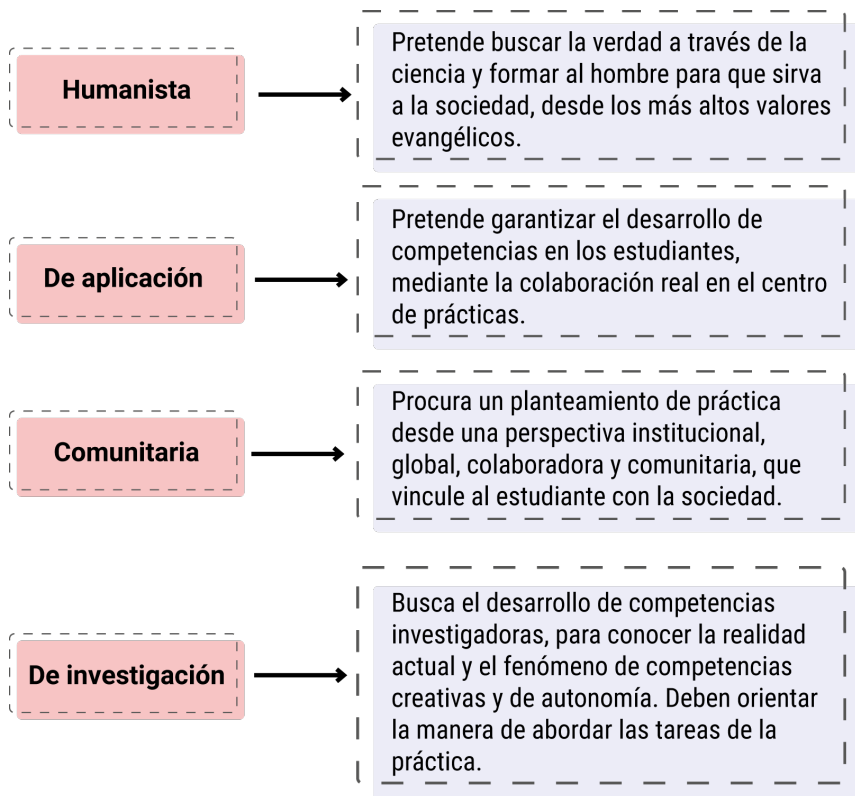 Humanista
Pretende buscar la verdad a través de la
ciencia y formar al hombre para que sirva
a la sociedad, desde los más altos valores
evangélicos.
De aplicación
Pretende garantizar el desarrollo de
competencias en los estudiantes,
mediante la colaboración real en el centro
de prácticas.
Comunitaria
Procura un planteamiento de práctica
desde una perspectiva institucional,
global, colaboradora y comunitaria, que
vincule al estudiante con la sociedad.
De investigación
Busca el desarrollo de competencias
investigadoras, para conocer la realidad
actual y el fenómeno de competencias
creativas y de autonomía. Deben orientar
la manera de abordar las tareas de la
práctica.